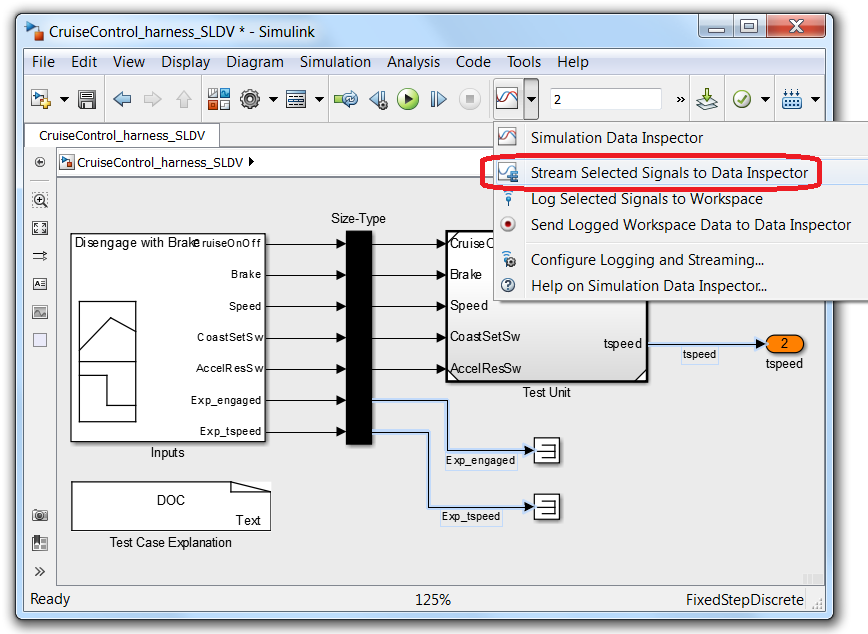 CruiseControl_harness_SLDV * - Simulink
File Edit View Display Diagram Simulation Analysis Code Tools Help
2 »
CruiseControl_harness_SLDV
CruiseControl_harness_SLDV
Simulation Data Inspector
Stream Selected Signals to Data Inspector
Log Selected Signals to Workspace
Send Logged Workspace Data to Data Inspector
Configure Logging and Streaming...
Help on Simulation Data Inspector...
Size-Type
Disengage with Brake
CruiseOnOff
Brake
Speed
CoastSetSw
AccelResSw
Exp_engaged
Exp_tspeed
Inputs
CruiseO
Brake
Speed
CoastSetSw
AccelResSw
tspeed
Test Unit
tspeed
2
tspeed
Exp_engaged
Exp_tspeed
DOC
Text
Test Case Explanation
Ready 125% FixedStepDiscrete